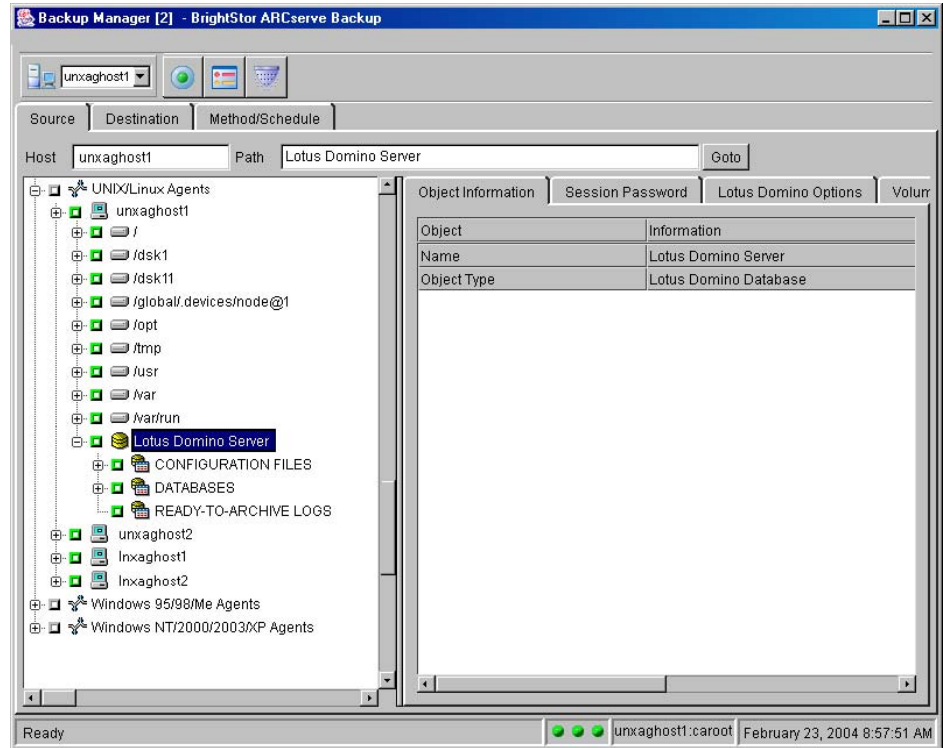 Backup Manager [2] - BrightStor ARCserve Backup
unxaghost1
Source Destination Method/Schedule
Host unxaghost1 Path Lotus Domino Server Goto
UNIX/Linux Agents
unxaghost1
/
/dsk1
/dsk11
/global/.devices/node@1
/opt
/tmp
/usr
/var
/var/run
Lotus Domino Server
CONFIGURATION FILES
DATABASES
READY-TO-ARCHIVE LOGS
unxaghost2
lnxaghost1
lnxaghost2
Windows 95/98/Me Agents
Windows NT/2000/2003/XP Agents
Object Information Session Password Lotus Domino Options Volum
Object Information
Name Lotus Domino Server
Object Type Lotus Domino Database
Ready unxaghost1:caroot February 23, 2004 8:57:51 AM